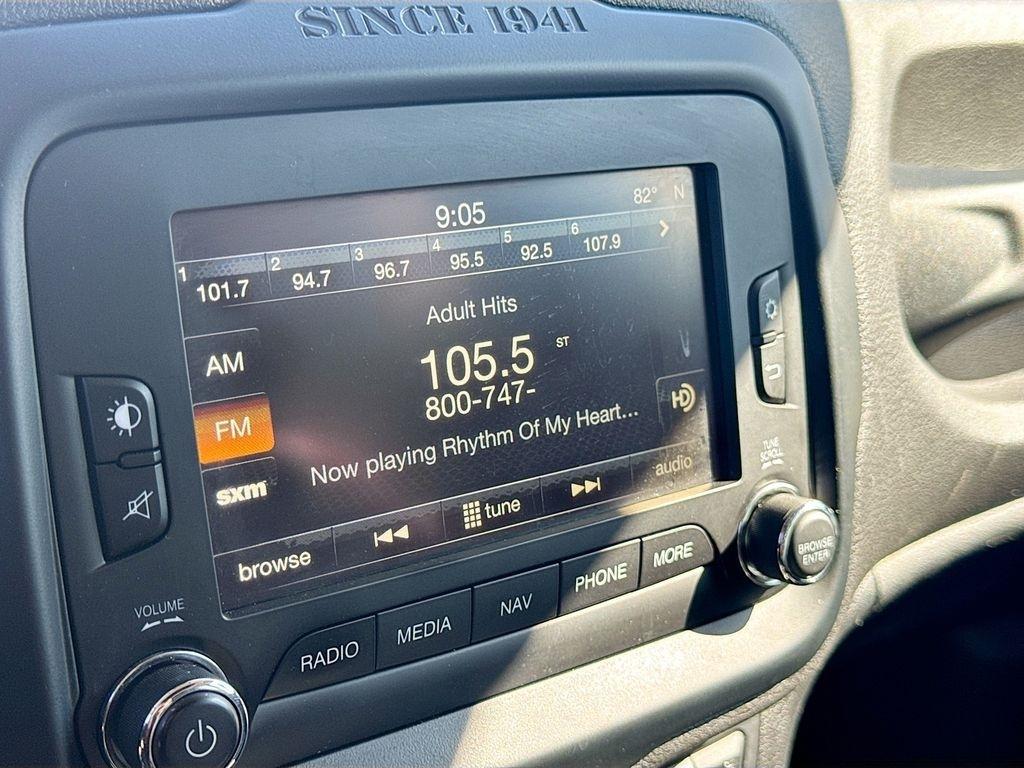 SINCE 1941
9:05
82° N
1 101.7
2 94.7
3 96.7
4 95.5
5 92.5
6 107.9
Adult Hits
AM
105.5 ST
800-747-
FM
HD
Now playing Rhythm Of My Heart...
sxm
audio
browse
tune
TUNE
SCROLL
BROWSE
ENTER
VOLUME
RADIO
MEDIA
NAV
PHONE
MORE